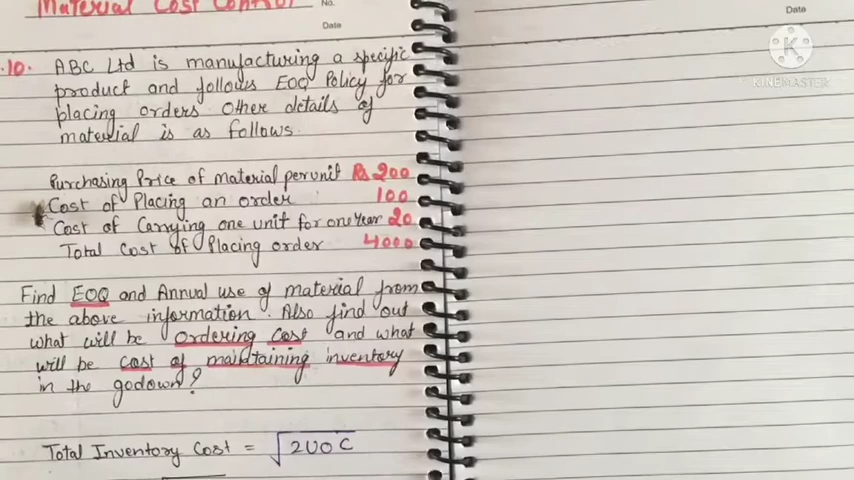 Material Cost Control
No.
Date
Date
KINEMASTER
.10. ABC Ltd is manufacturing a specific
product and follows EOQ Policy for
placing orders other details of
material is as follows.
Purchasing Price of Material per unit Rs 200
Cost of Placing an order 100
Cost of Carrying one unit for one Year 20
Total Cost of Placing order 4000
Find EOQ and Annual use of material from
the above information. Also find out
what will be ordering cost and what
will be cost of maintaining inventory
in the godown?
Total Inventory Cost = √2UOC